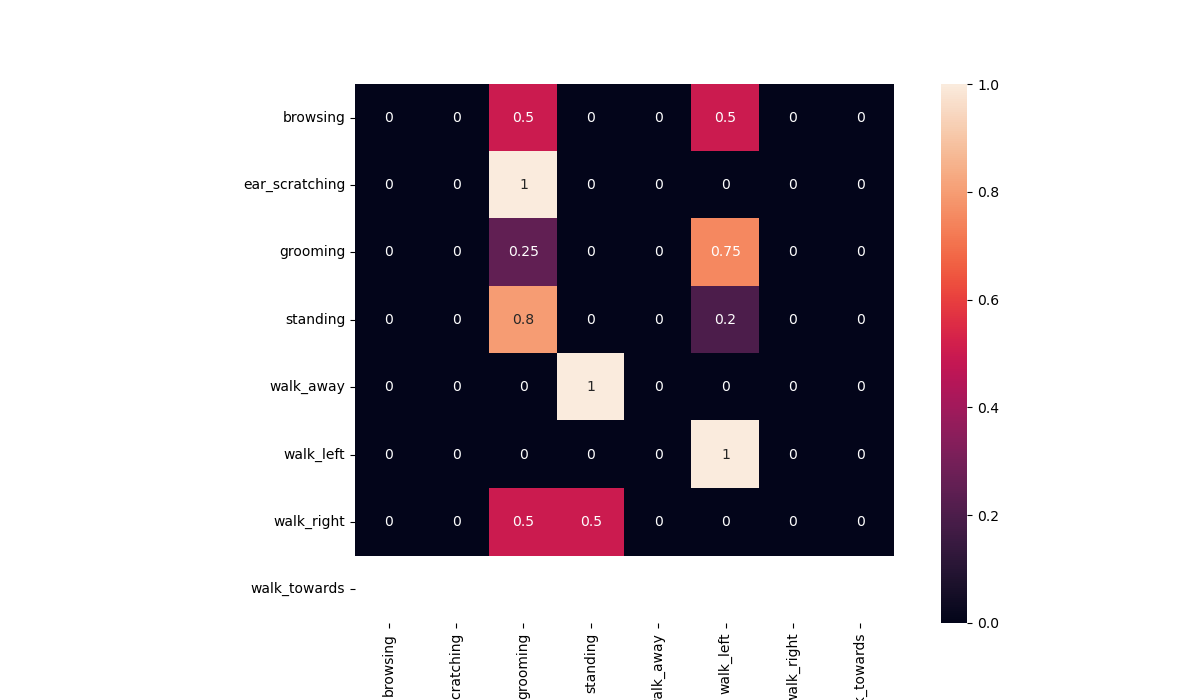 browsing 0 0 0.5 0 0 0.5 0 0
ear_scratching 0 0 1 0 0 0 0 0
grooming 0 0 0.25 0 0 0.75 0 0
standing 0 0 0.8 0 0 0.2 0 0
walk_away 0 0 0 1 0 0 0 0
walk_left 0 0 0 0 0 1 0 0
walk_right 0 0 0.5 0.5 0 0 0 0
walk_towards
browsing
cratching
grooming
standing
alk_away
walk_left
walk_right
_towards
1.0
0.8
0.6
0.4
0.2
0.0